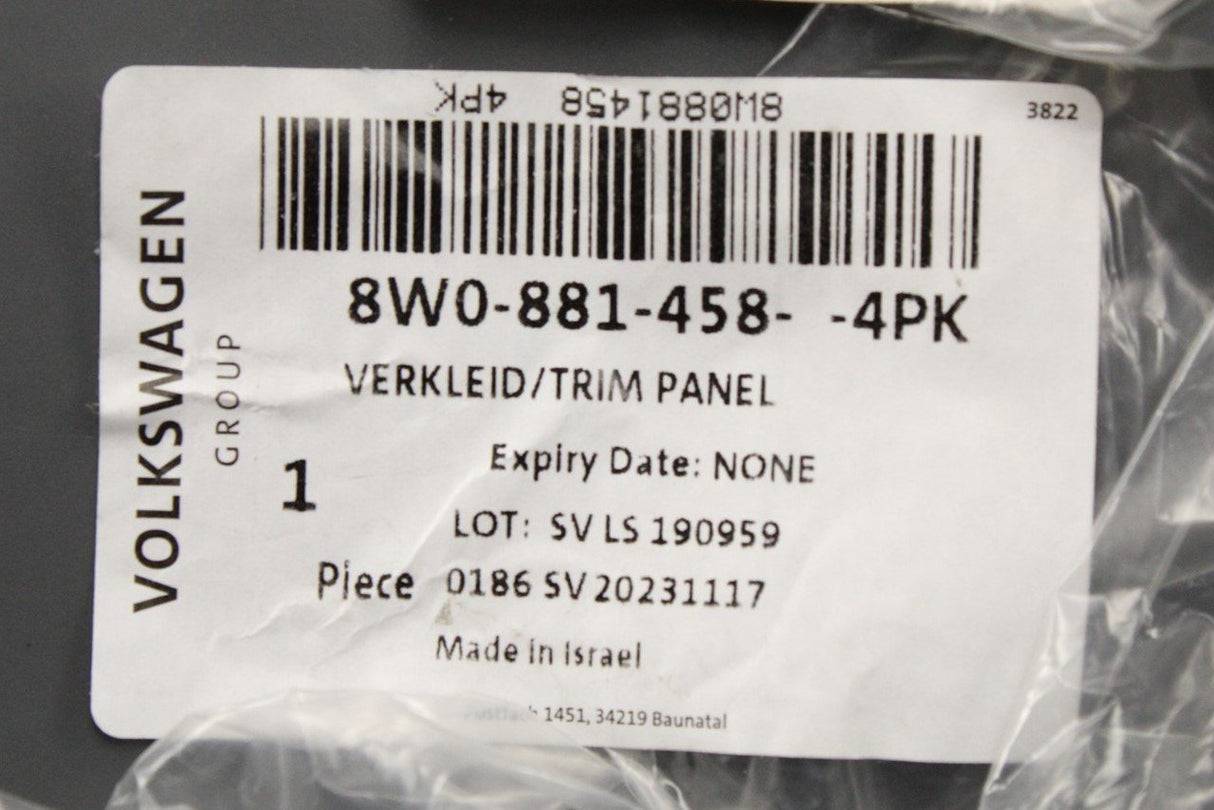 8W0881458 4PK
3822
8W0-881-458- -4PK
VERKLEID/TRIM PANEL
VOLKSWAGEN
GROUP
Expiry Date: NONE
1
LOT: SV LS 190959
Piece 0186 SV 20231117
Made in Israel
Postfach 1451, 34219 Baunatal